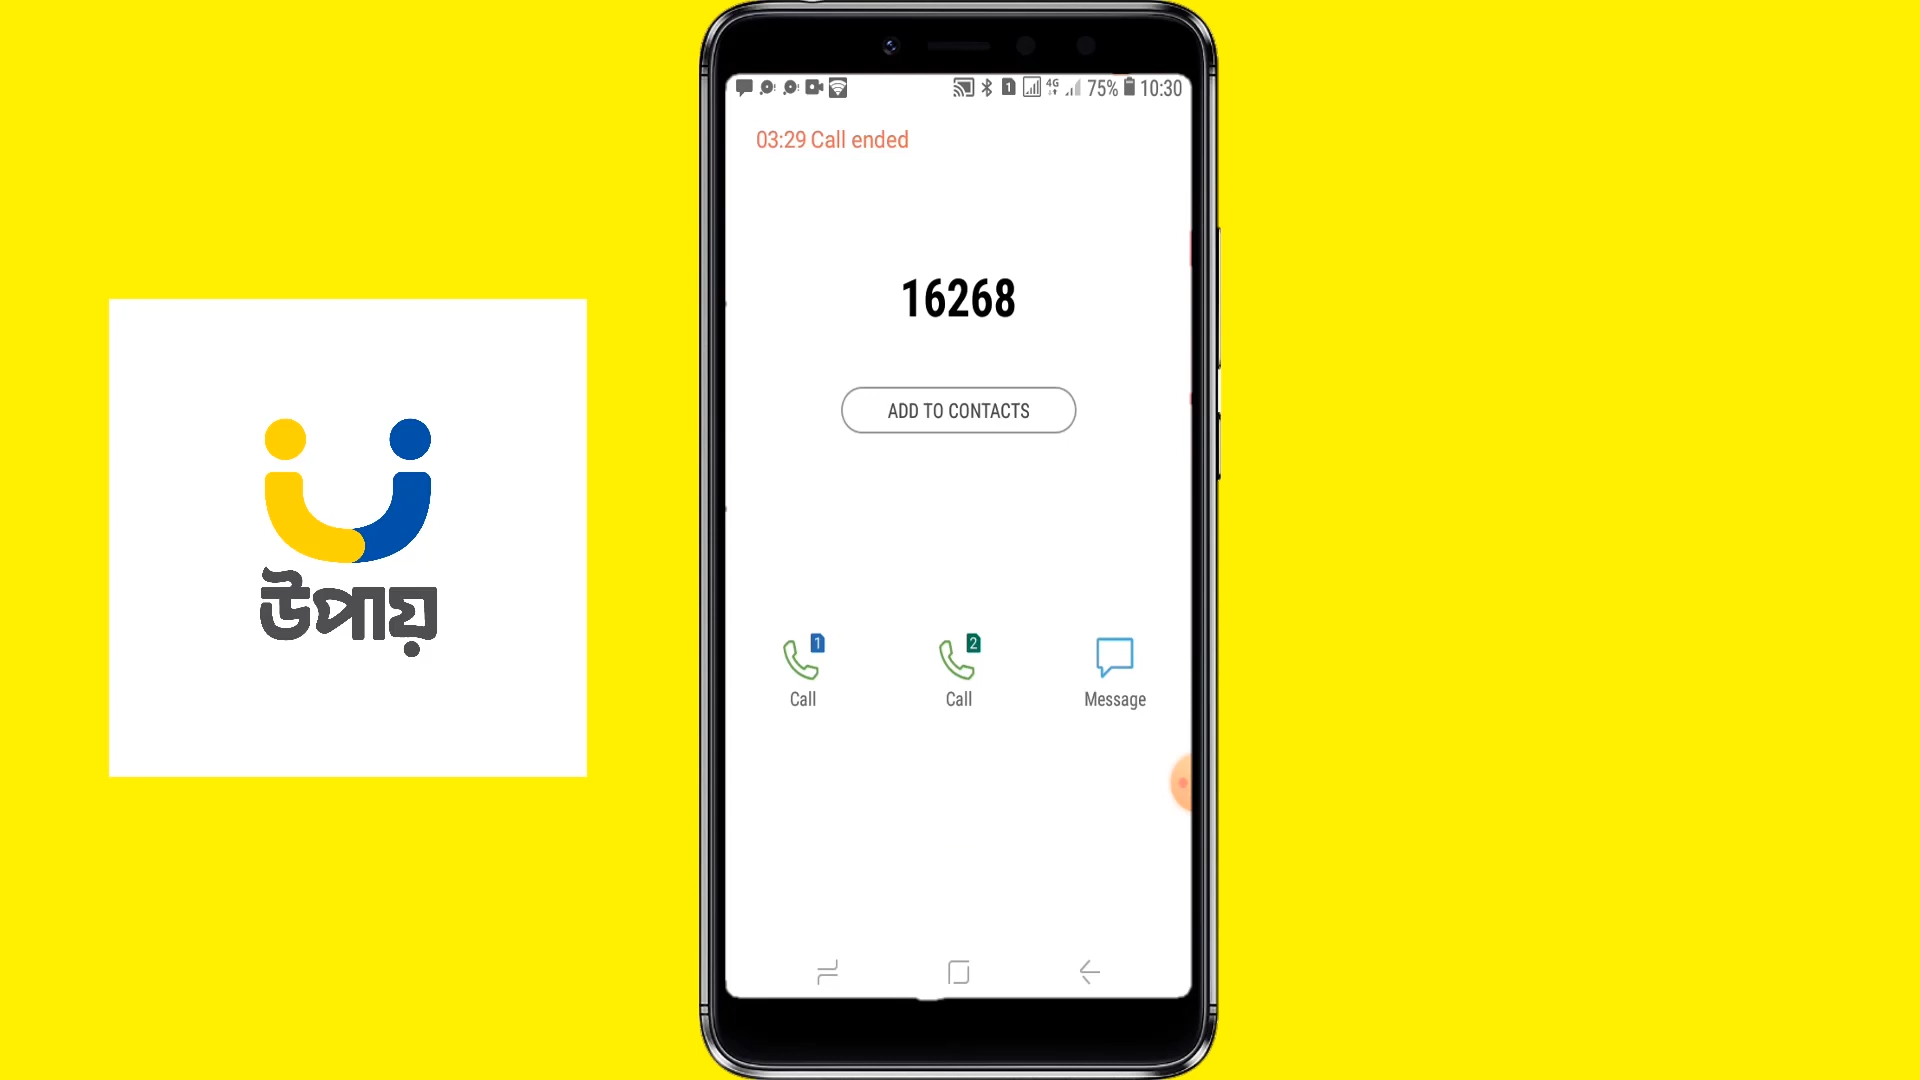 75% 10:30
03:29 Call ended
16268
ADD TO CONTACTS
1
2
Call
Call
Message
উপায়